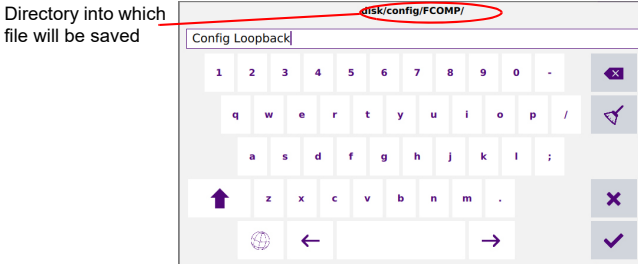 Directory into which
file will be saved
disk/config/FCOMP/
Config Loopback
1 2 3 4 5 6 7 8 9 0 -
q w e r t y u i o p /
a s d f g h j k l ;
z x c v b n m .